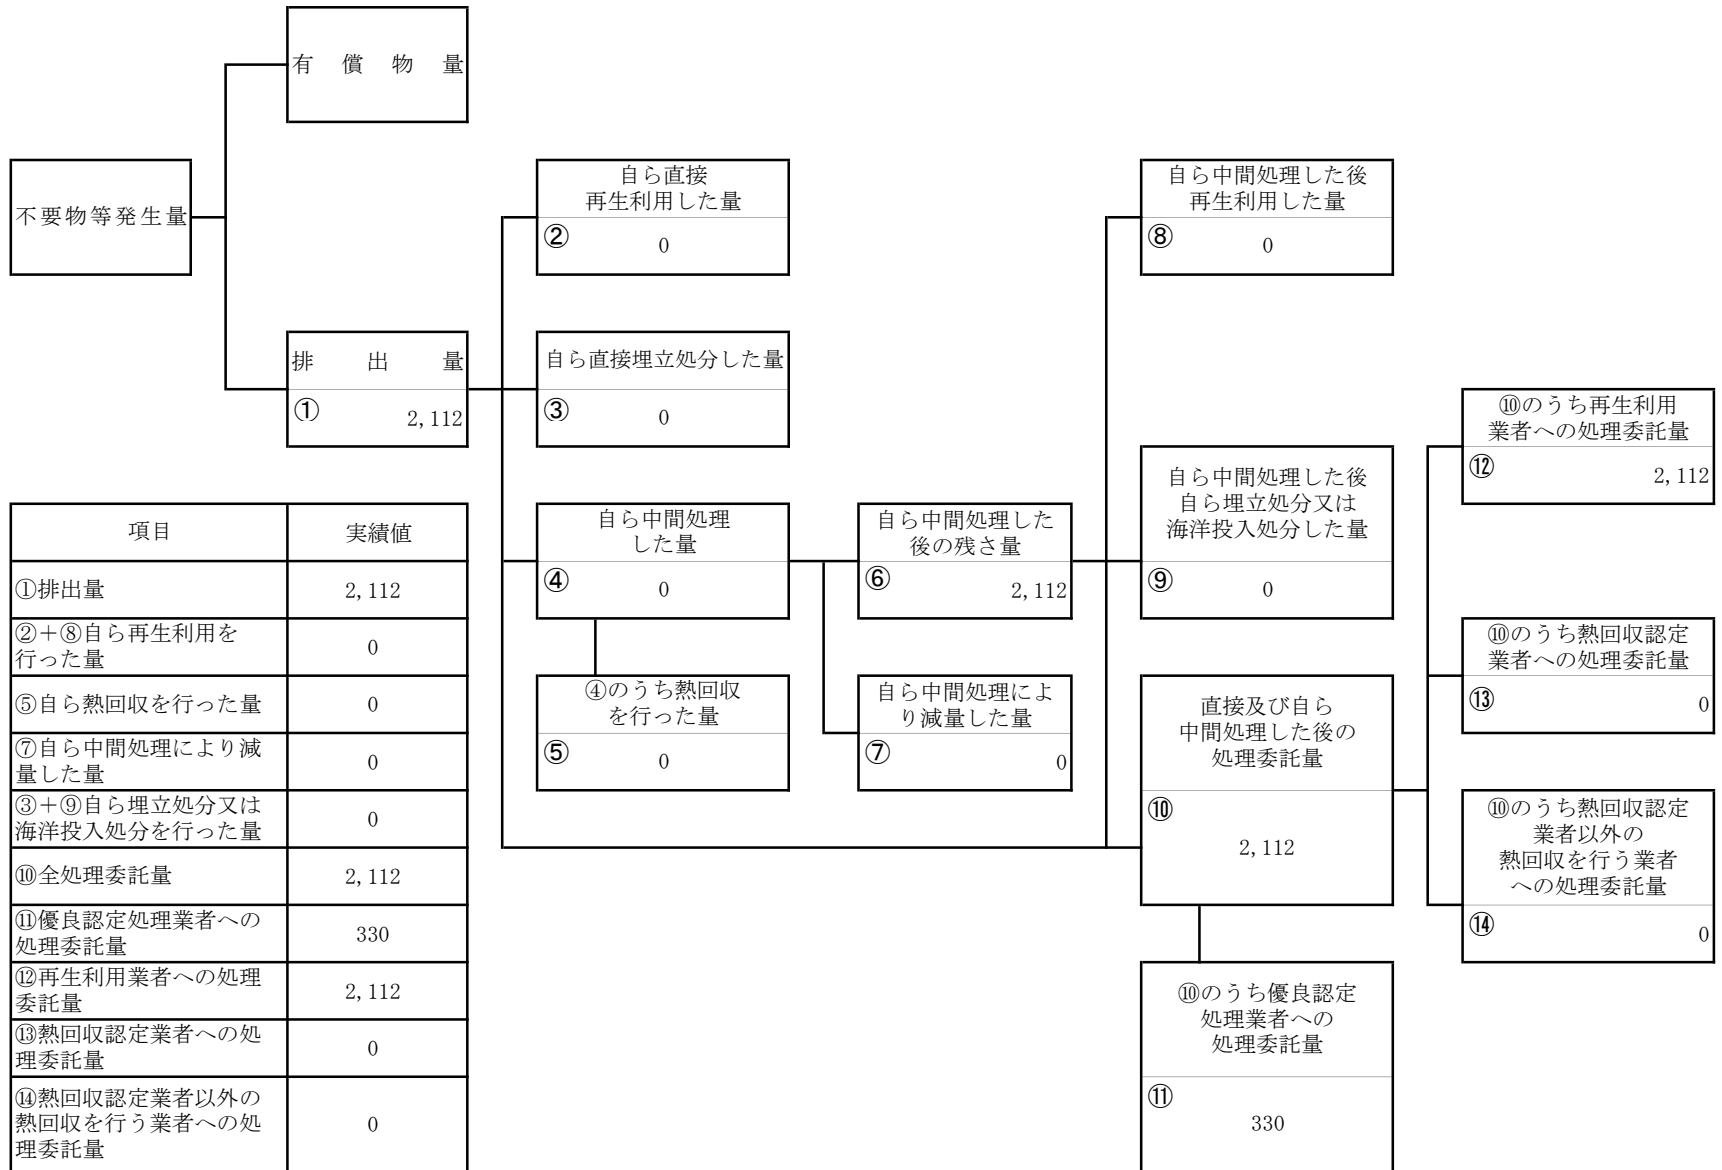 有償物量
不要物等発生量
排出量
①
2,112
自ら直接
再生利用した量
②
0
自ら直接埋立処分した量
③
0
自ら中間処理
した量
④
0
④のうち熱回収
を行った量
⑤
0
自ら中間処理した
後の残さ量
⑥
2,112
自ら中間処理によ
り減量した量
⑦
0
自ら中間処理した後
再生利用した量
⑧
0
自ら中間処理した後
自ら埋立処分又は
海洋投入処分した量
⑨
0
直接及び自ら
中間処理した後の
処理委託量
⑩
2,112
⑩のうち優良認定
処理業者への
処理委託量
⑪
330
⑩のうち再生利用
業者への処理委託量
⑫
2,112
⑩のうち熱回収認定
業者への処理委託量
⑬
0
⑩のうち熱回収認定
業者以外の
熱回収を行う業者
への処理委託量
⑭
0
項目 実績値
①排出量 2,112
②＋⑧自ら再生利用を
行った量 0
⑤自ら熱回収を行った量 0
⑦自ら中間処理により減
量した量 0
③＋⑨自ら埋立処分又は
海洋投入処分を行った量 0
⑩全処理委託量 2,112
⑪優良認定処理業者への
処理委託量 330
⑫再生利用業者への処理
委託量 2,112
⑬熱回収認定業者への処
理委託量 0
⑭熱回収認定業者以外の
熱回収を行う業者への処
理委託量 0